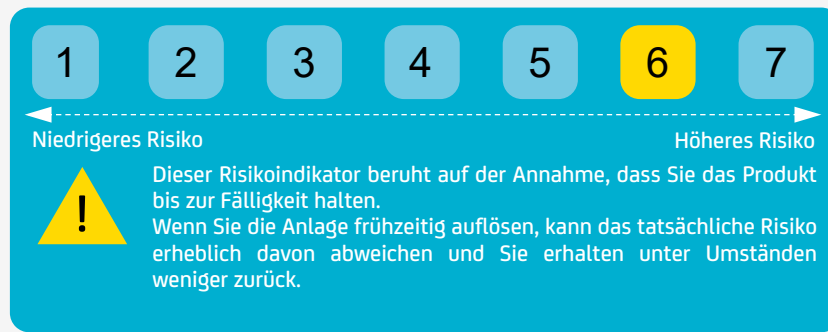 1 2 3 4 5 6 7
Niedrigeres Risiko Höheres Risiko
! Dieser Risikoindikator beruht auf der Annahme, dass Sie das Produkt
bis zur Fälligkeit halten.
Wenn Sie die Anlage frühzeitig auflösen, kann das tatsächliche Risiko
erheblich davon abweichen und Sie erhalten unter Umständen
weniger zurück.